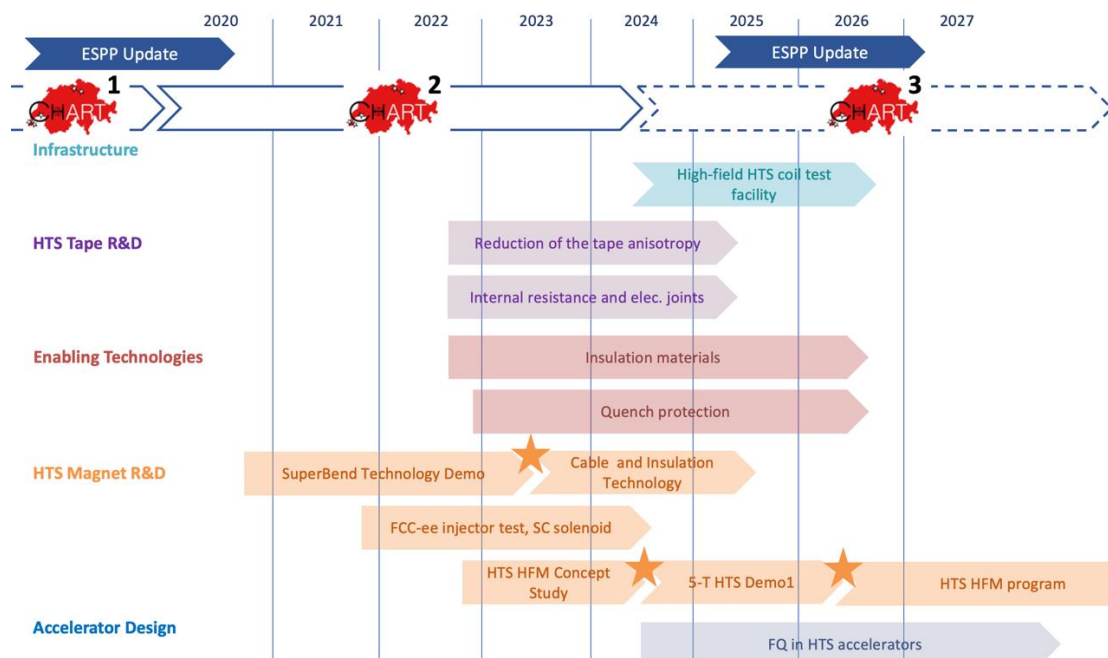 2020 2021 2022 2023 2024 2025 2026 2027
ESPP Update
ESPP Update
CHART 1
CHART 2
CHART 3
Infrastructure
High-field HTS coil test
facility
HTS Tape R&D
Reduction of the tape anisotropy
Internal resistance and elec. joints
Enabling Technologies
Insulation materials
Quench protection
HTS Magnet R&D
SuperBend Technology Demo
Cable and Insulation
Technology
FCC-ee injector test, SC solenoid
HTS HFM Concept
Study
5-T HTS Demo1
HTS HFM program
Accelerator Design
FQ in HTS accelerators